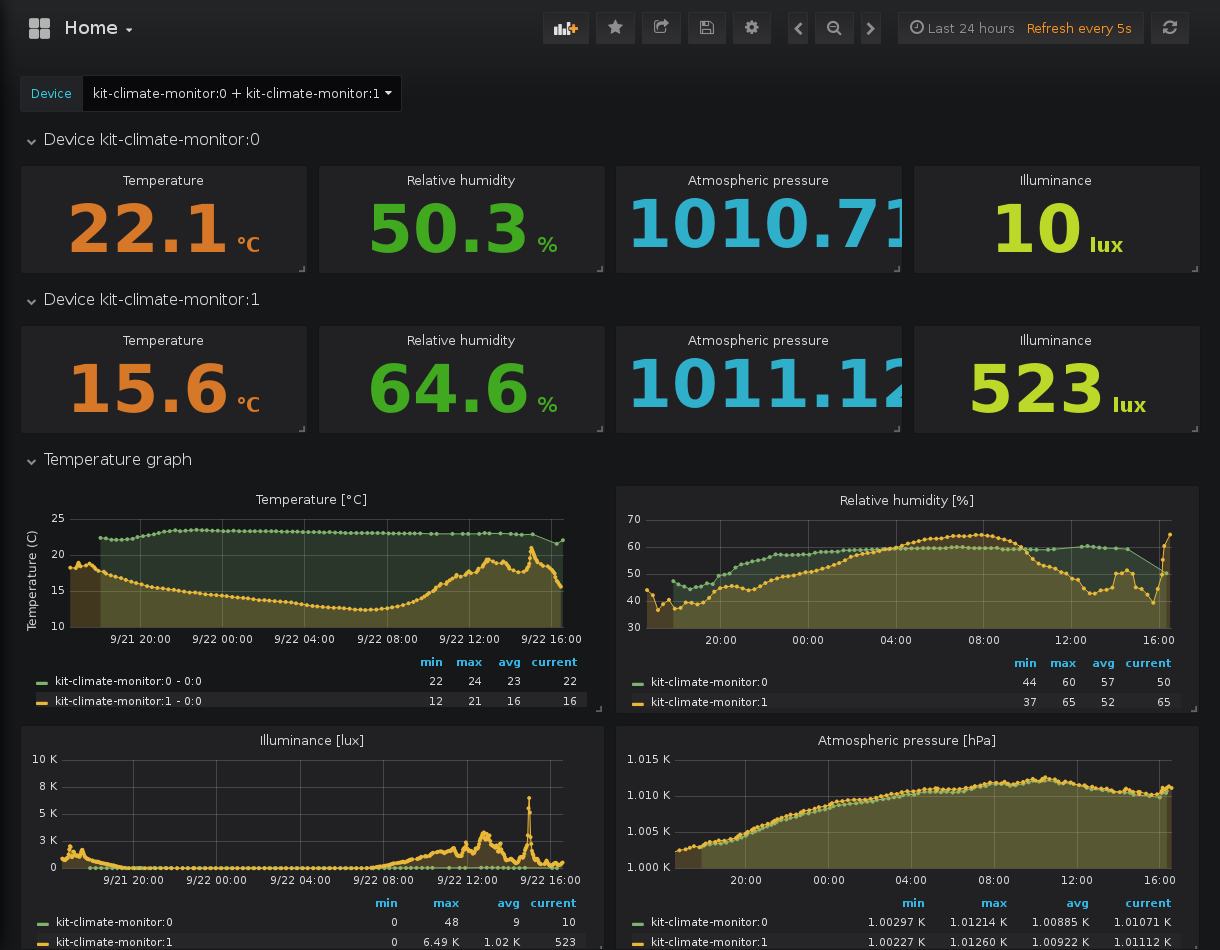 Home
Last 24 hours Refresh every 5s
Device kit-climate-monitor:0 + kit-climate-monitor:1
Device kit-climate-monitor:0
Temperature Relative humidity Atmospheric pressure Illuminance
22.1 °C 50.3 % 1010.71 10 lux
Device kit-climate-monitor:1
Temperature Relative humidity Atmospheric pressure Illuminance
15.6 °C 64.6 % 1011.12 523 lux
Temperature graph
Temperature [°C]
Temperature (C)
25
20
15
10
9/21 20:00 9/22 00:00 9/22 04:00 9/22 08:00 9/22 12:00 9/22 16:00
min max avg current
kit-climate-monitor:0 - 0:0 22 24 23 22
kit-climate-monitor:1 - 0:0 12 21 16 16
Relative humidity [%]
70
60
50
40
30
20:00 00:00 04:00 08:00 12:00 16:00
min max avg current
kit-climate-monitor:0 44 60 57 50
kit-climate-monitor:1 37 65 52 65
Illuminance [lux]
10 K
8 K
5 K
3 K
0
9/21 20:00 9/22 00:00 9/22 04:00 9/22 08:00 9/22 12:00 9/22 16:00
min max avg current
kit-climate-monitor:0 0 48 9 10
kit-climate-monitor:1 0 6.49 K 1.02 K 523
Atmospheric pressure [hPa]
1.015 K
1.010 K
1.005 K
1.000 K
20:00 00:00 04:00 08:00 12:00 16:00
min max avg current
kit-climate-monitor:0 1.00297 K 1.01214 K 1.00885 K 1.01071 K
kit-climate-monitor:1 1.00227 K 1.01260 K 1.00922 K 1.01112 K